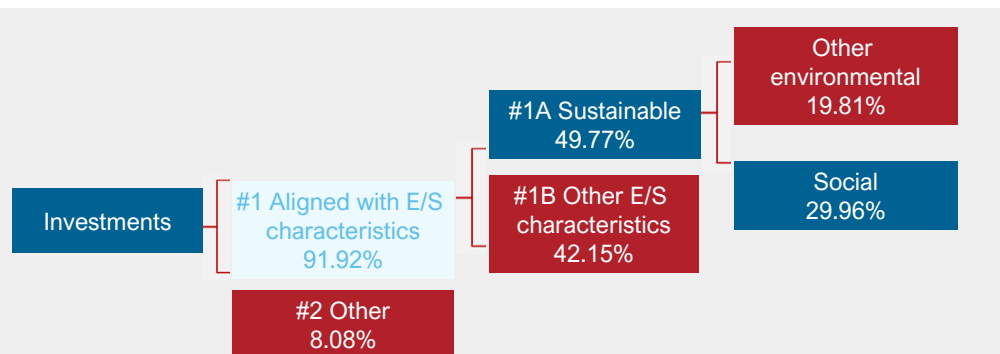 Investments
#1 Aligned with E/S
characteristics
91.92%
#2 Other
8.08%
#1A Sustainable
49.77%
#1B Other E/S
characteristics
42.15%
Other
environmental
19.81%
Social
29.96%